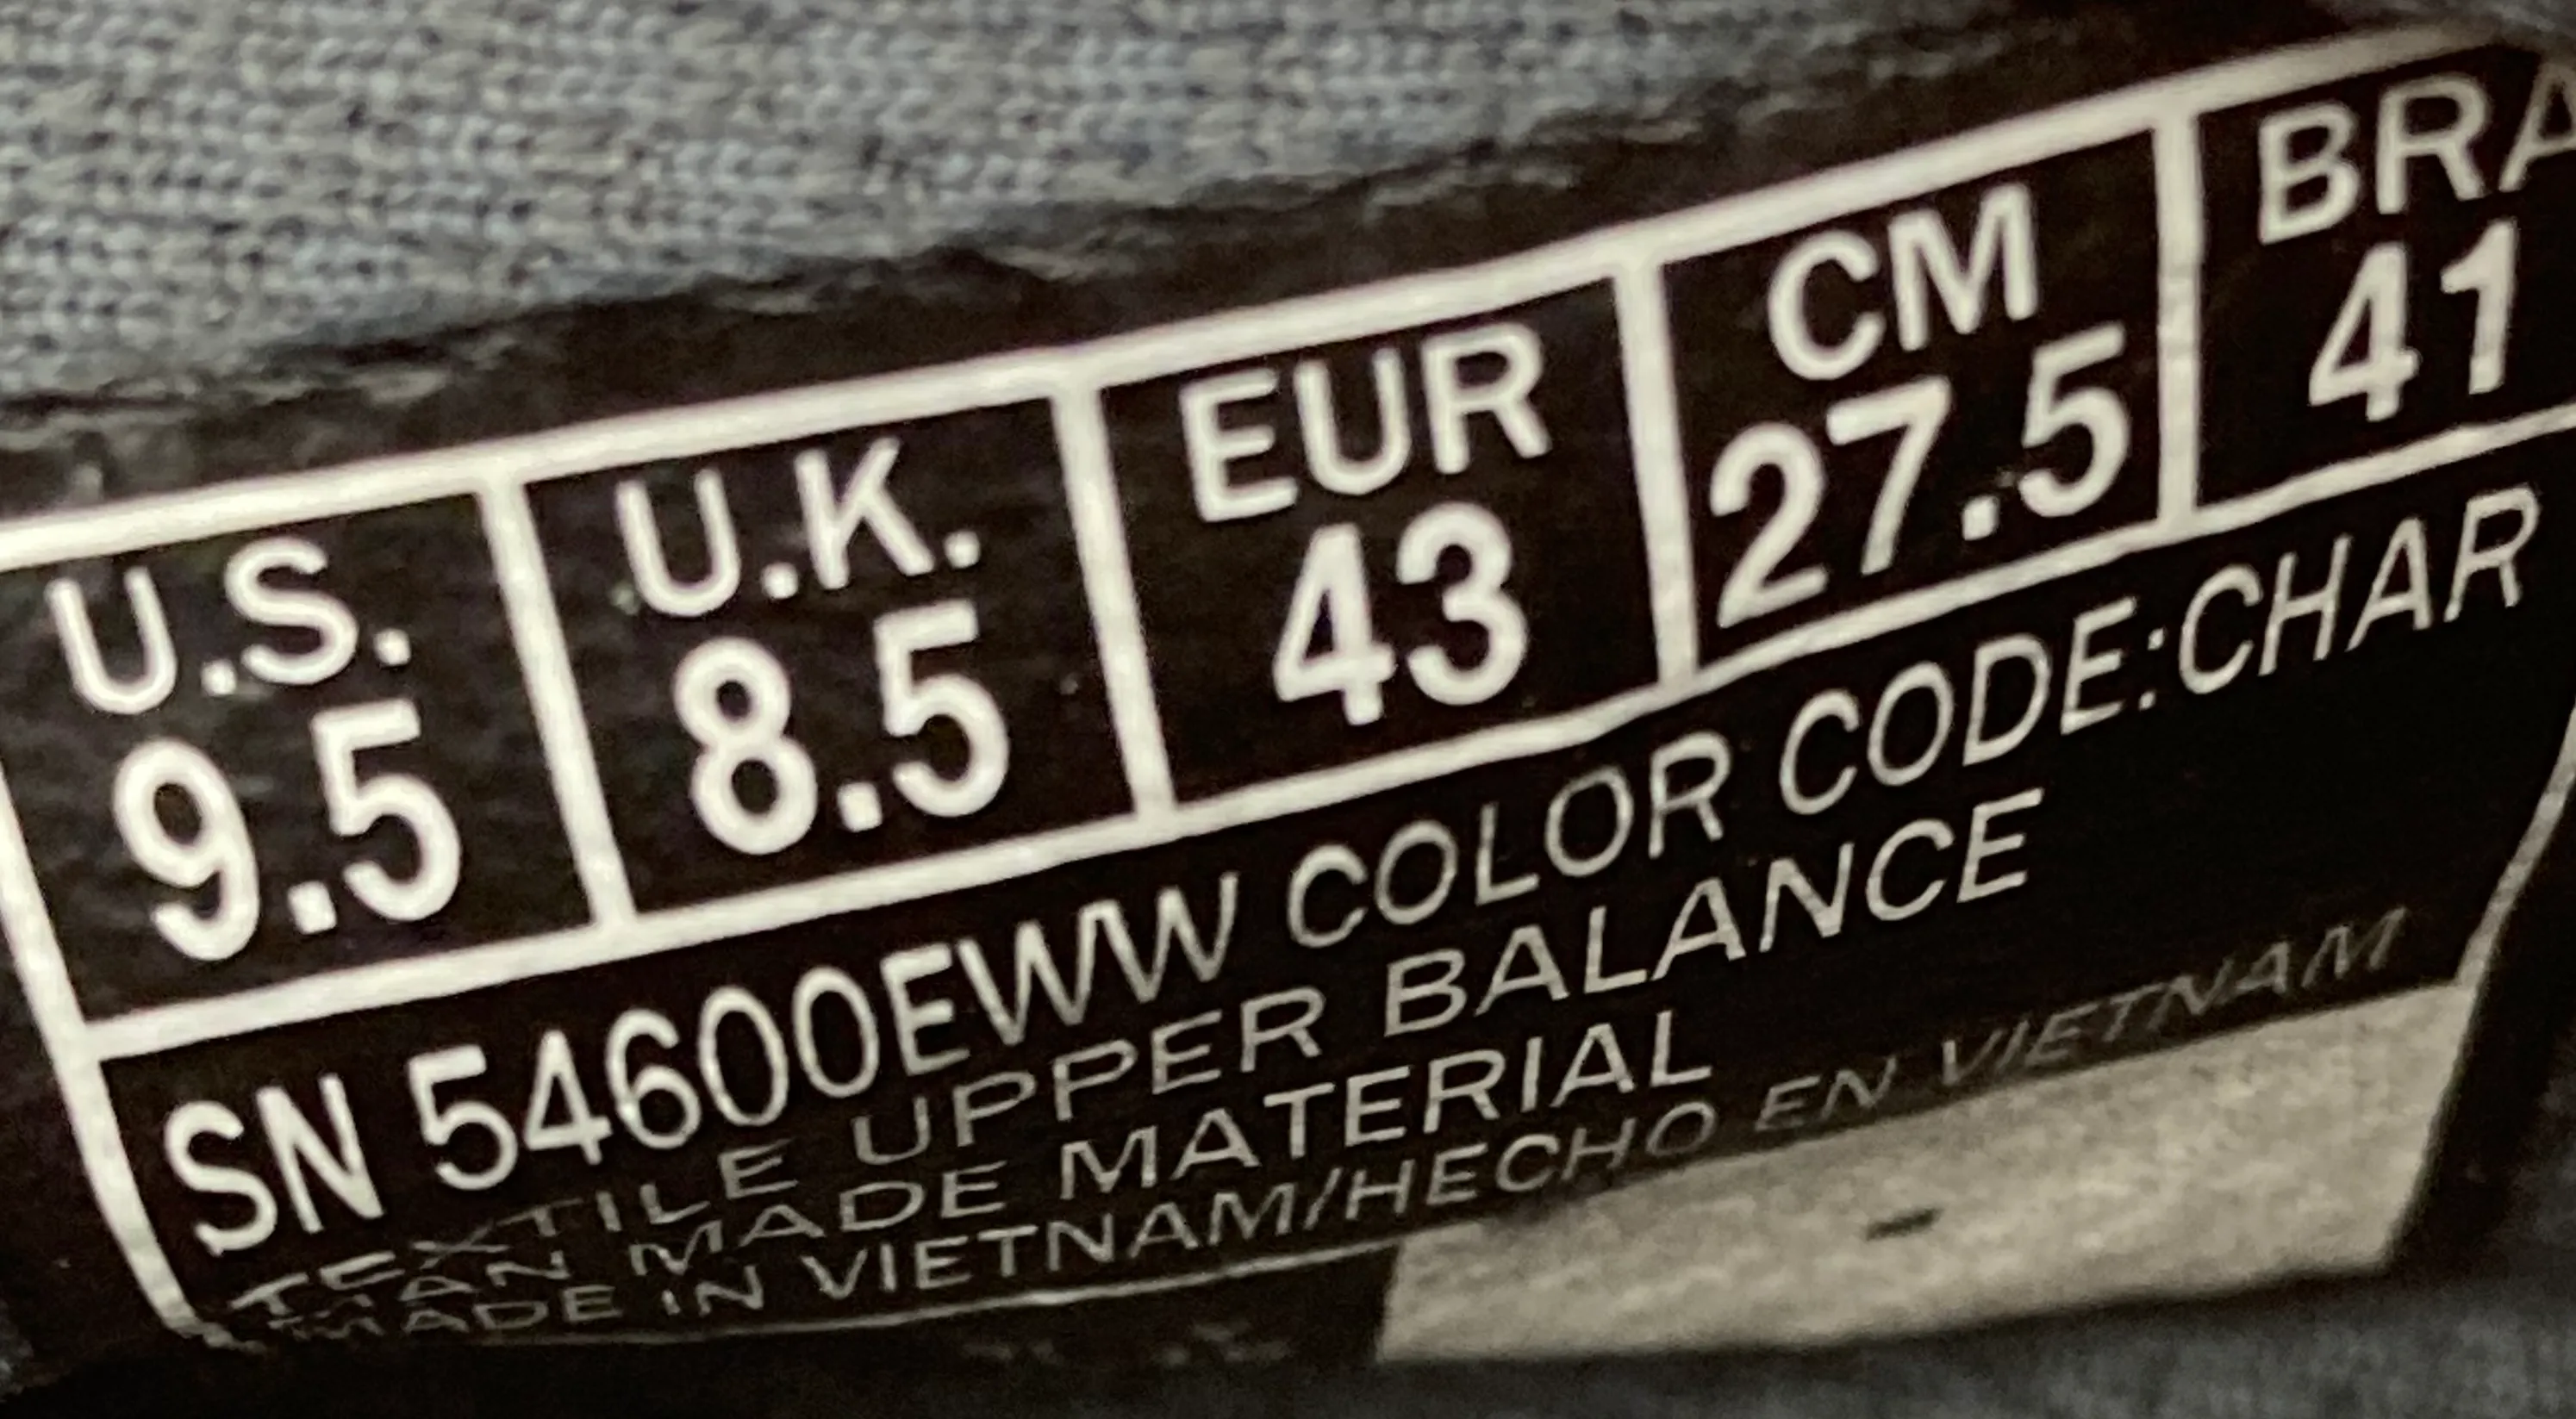 U.S. U.K. EUR CM BRA
9.5 8.5 43 27.5 41
SN 54600EWW COLOR CODE:CHAR
TEXTILE UPPER BALANCE
MAN MADE MATERIAL
MADE IN VIETNAM/HECHO EN VIETNAM